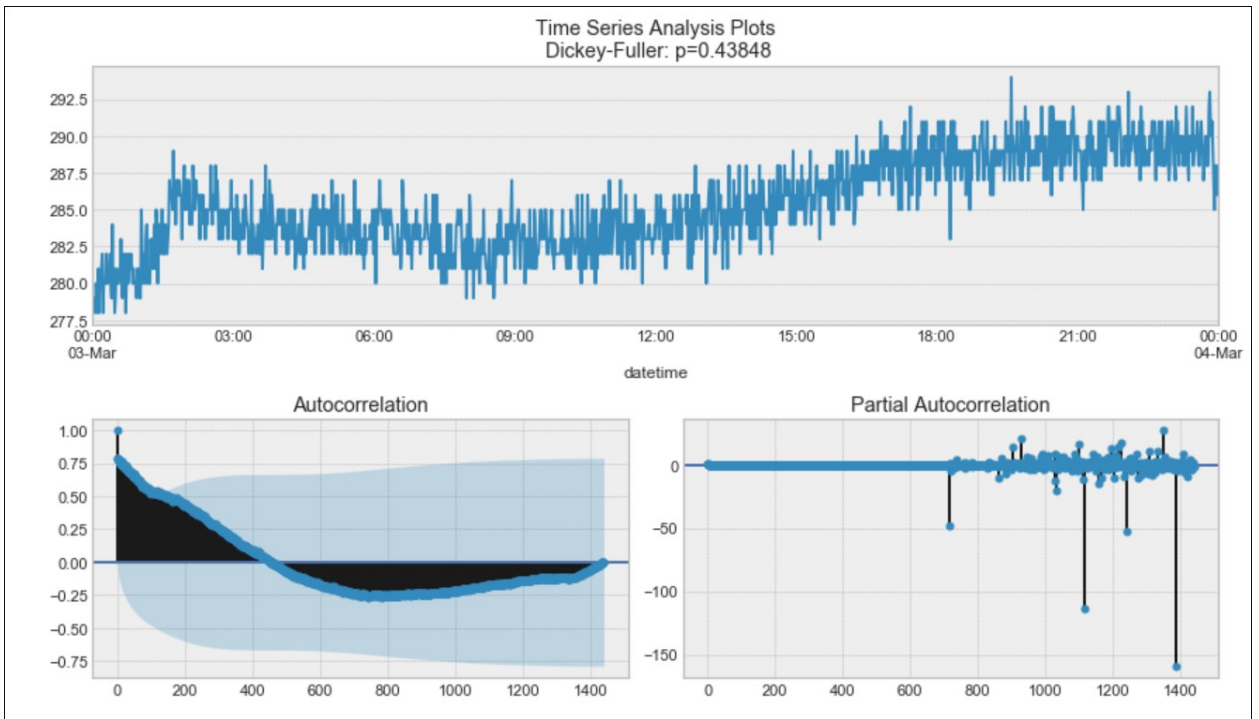 Time Series Analysis Plots
Dickey-Fuller: p=0.43848
292.5
290.0
287.5
285.0
282.5
280.0
277.5
00:00 03:00 06:00 09:00 12:00 15:00 18:00 21:00 00:00
03-Mar 04-Mar
datetime
Autocorrelation
1.00
0.75
0.50
0.25
0.00
−0.25
−0.50
−0.75
0 200 400 600 800 1000 1200 1400
Partial Autocorrelation
0
−50
−100
−150
0 200 400 600 800 1000 1200 1400